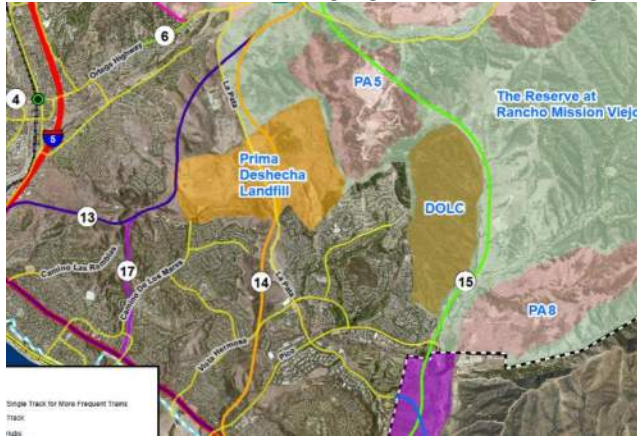 6
Ortega Highway
4
5
La Pata
PA5
The Reserve at
Rancho Mission Viejo
Prima
Deshecha
Landfill
DOLC
13
Camino Las Ramblas
17
Camino De Los Mares
14
La Pata
15
PA8
Vista Hermosa
Pico
Single Track for More Frequent Trains
Track
Hubs